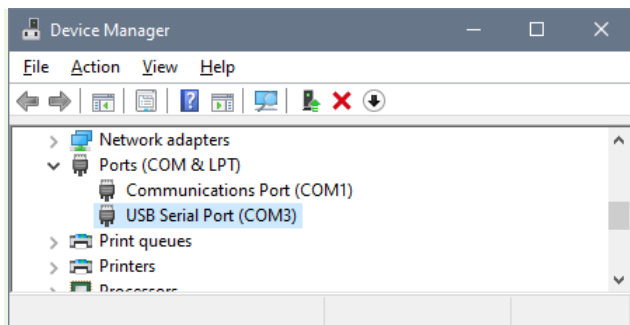 Device Manager
File Action View Help
Network adapters
Ports (COM & LPT)
Communications Port (COM1)
USB Serial Port (COM3)
Print queues
Printers
Processors